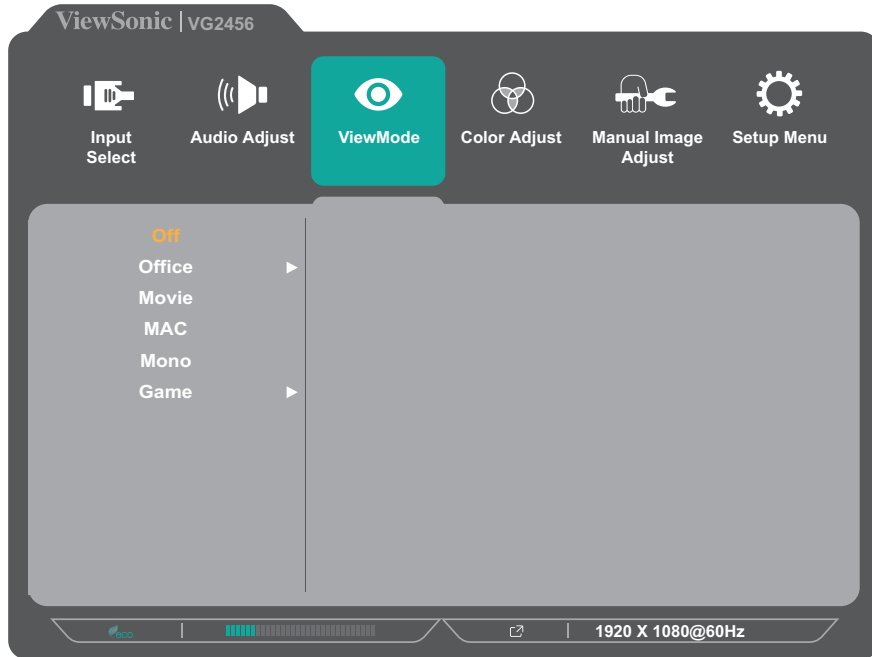 ViewSonic | VG2456
Input Select
Audio Adjust
ViewMode
Color Adjust
Manual Image Adjust
Setup Menu
Off
Office
Movie
MAC
Mono
Game
eco
1920 X 1080@60Hz